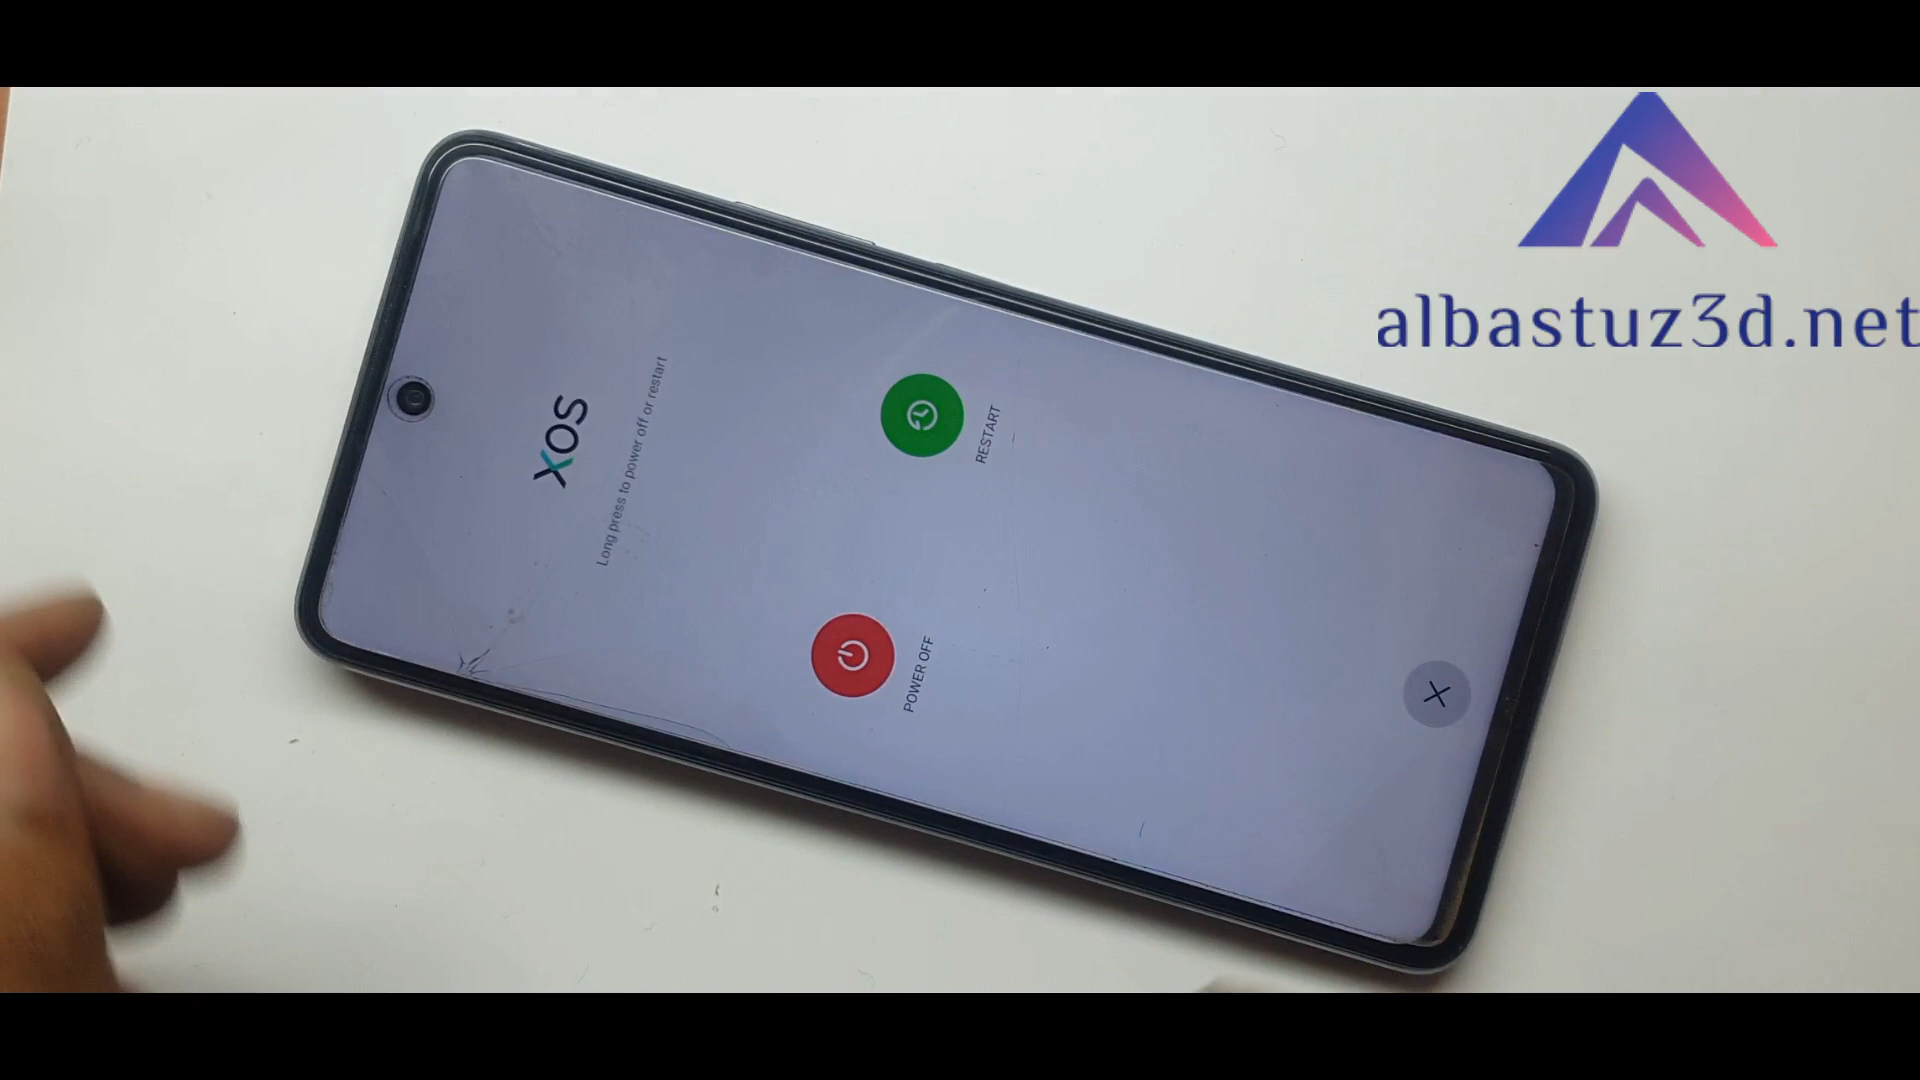 albastuz3d.net
XOS
Long press to power off or restart
RESTART
POWER OFF